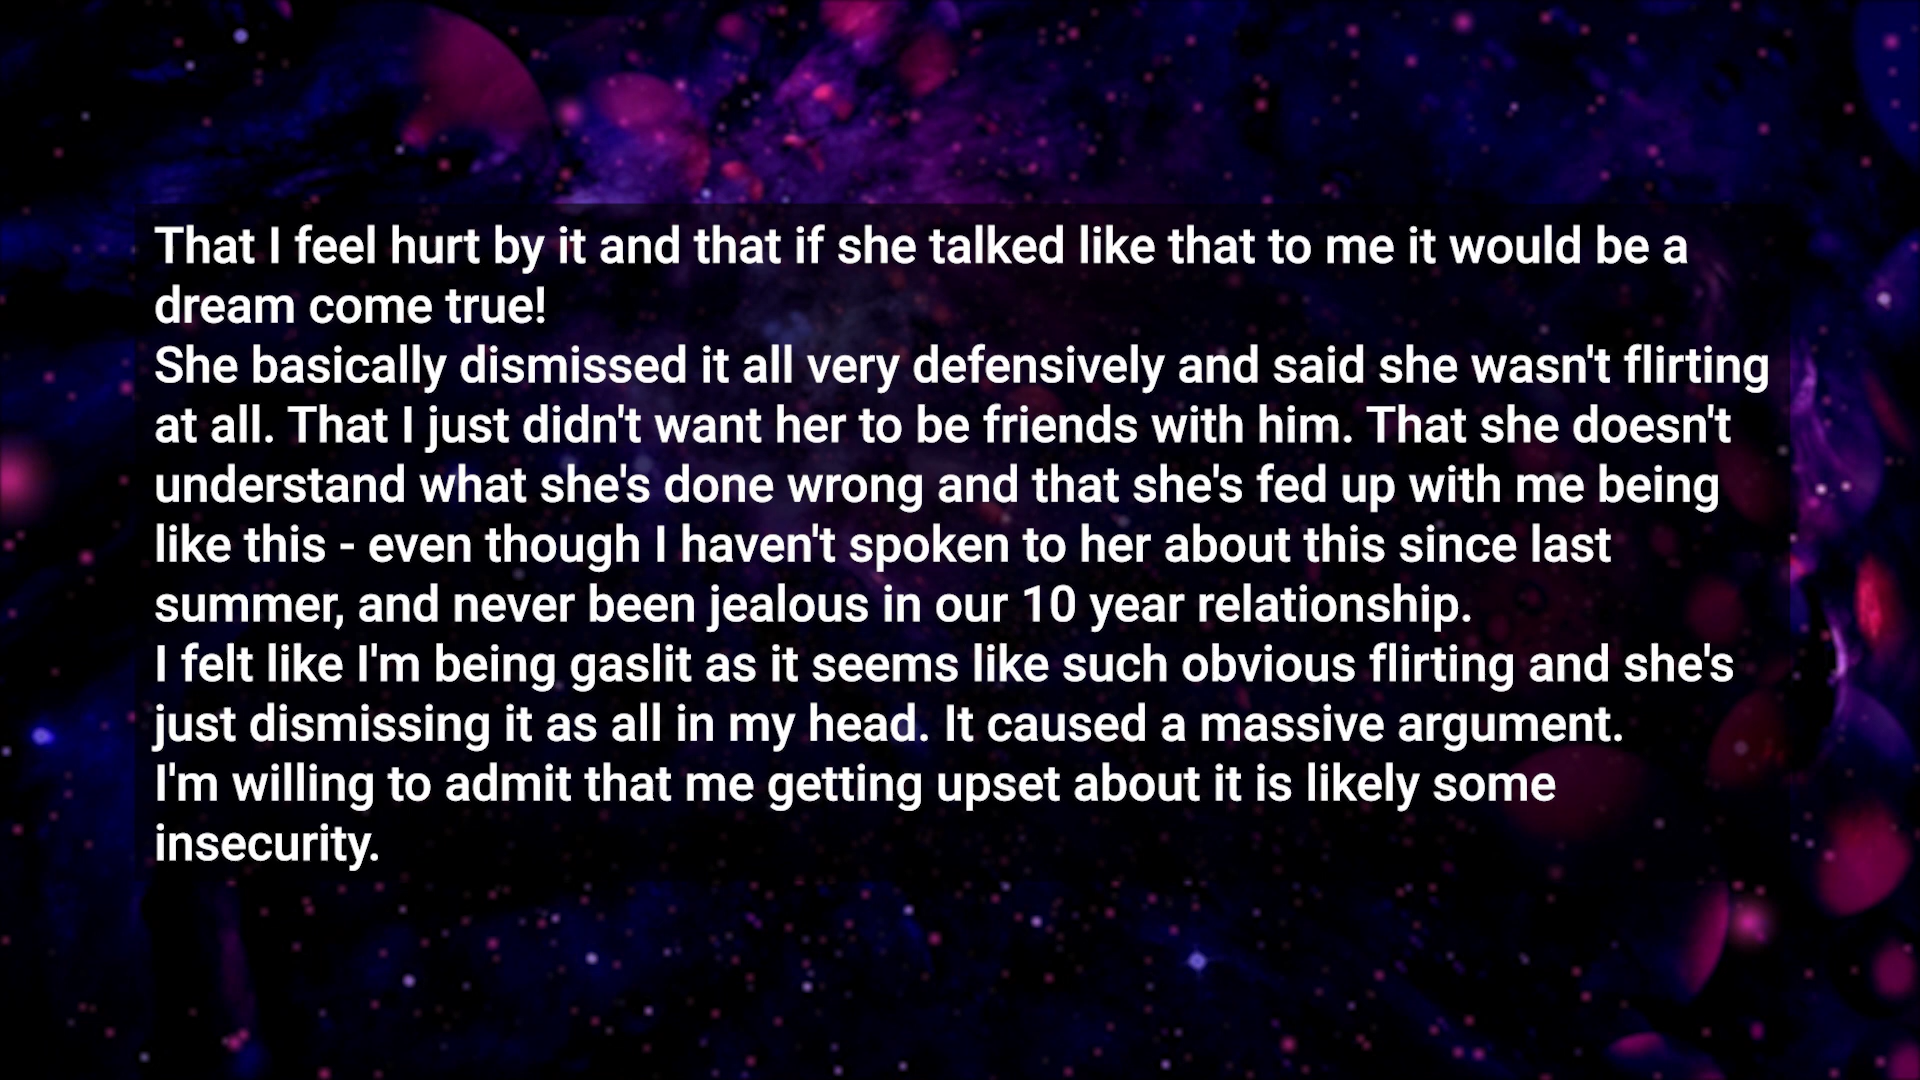 That I feel hurt by it and that if she talked like that to me it would be a
dream come true!
She basically dismissed it all very defensively and said she wasn't flirting
at all. That I just didn't want her to be friends with him. That she doesn't
understand what she's done wrong and that she's fed up with me being
like this - even though I haven't spoken to her about this since last
summer, and never been jealous in our 10 year relationship.
I felt like I'm being gaslit as it seems like such obvious flirting and she's
just dismissing it as all in my head. It caused a massive argument.
I'm willing to admit that me getting upset about it is likely some
insecurity.